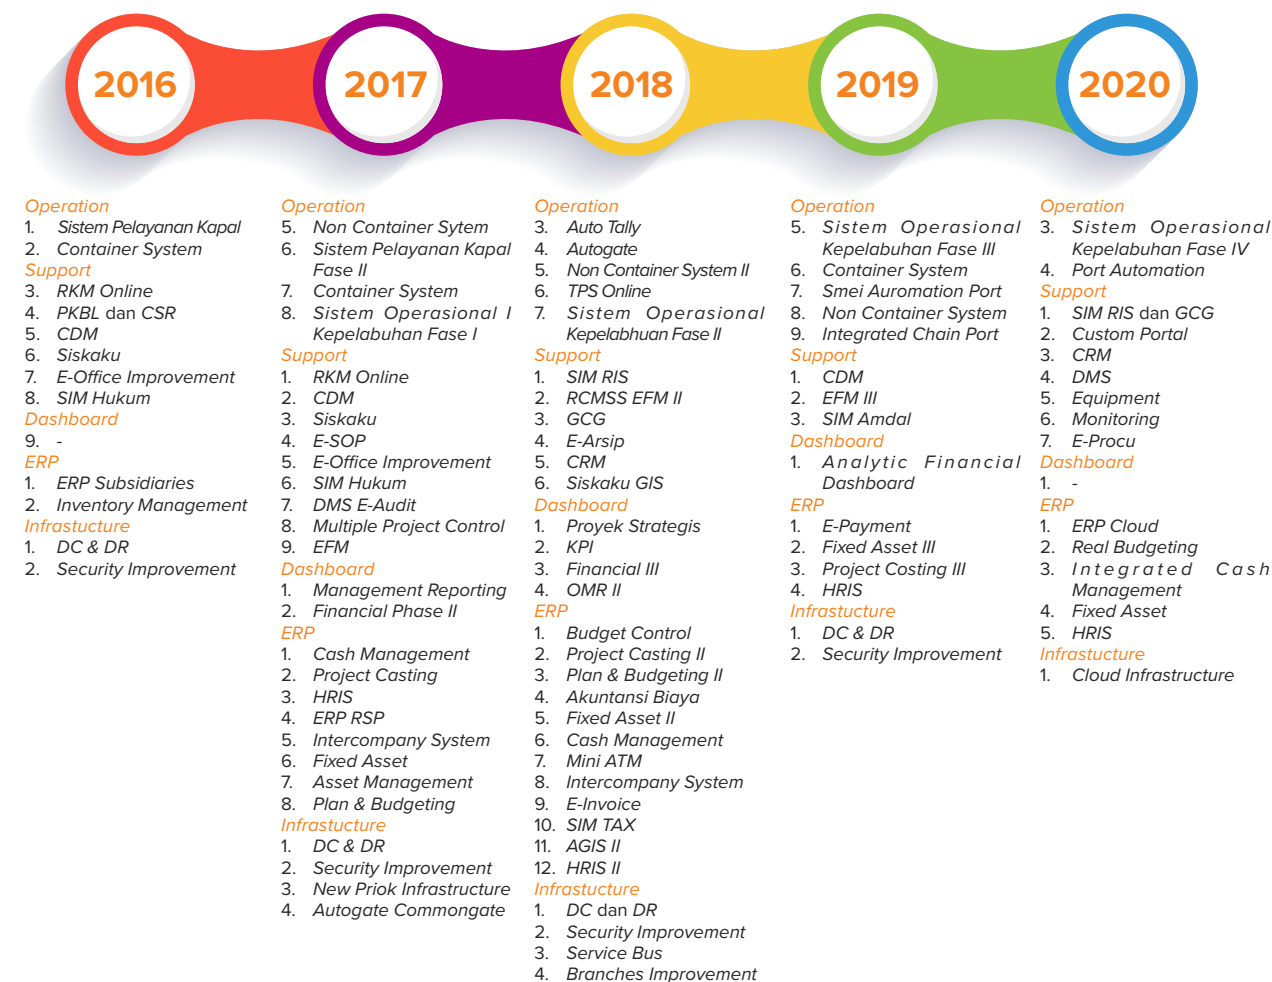 2016
2017
2018
2019
2020
Operation
1. Sistem Pelayanan Kapal
2. Container System
Support
3. RKM Online
4. PKBL dan CSR
5. CDM
6. Siskaku
7. E-Office Improvement
8. SIM Hukum
Dashboard
9. -
ERP
1. ERP Subsidiaries
2. Inventory Management
Infrastucture
1. DC & DR
2. Security Improvement
Operation
5. Non Container Sytem
6. Sistem Pelayanan Kapal
Fase II
7. Container System
8. Sistem Operasional I
Kepelabuhan Fase I
Support
1. RKM Online
2. CDM
3. Siskaku
4. E-SOP
5. E-Office Improvement
6. SIM Hukum
7. DMS E-Audit
8. Multiple Project Control
9. EFM
Dashboard
1. Management Reporting
2. Financial Phase II
ERP
1. Cash Management
2. Project Casting
3. HRIS
4. ERP RSP
5. Intercompany System
6. Fixed Asset
7. Asset Management
8. Plan & Budgeting
Infrastucture
1. DC & DR
2. Security Improvement
3. New Priok Infrastructure
4. Autogate Commongate
Operation
3. Auto Tally
4. Autogate
5. Non Container System II
6. TPS Online
7. Sistem Operasional
Kepelabhuan Fase II
Support
1. SIM RIS
2. RCMSS EFM II
3. GCG
4. E-Arsip
5. CRM
6. Siskaku GIS
Dashboard
1. Proyek Strategis
2. KPI
3. Financial III
4. OMR II
ERP
1. Budget Control
2. Project Casting II
3. Plan & Budgeting II
4. Akuntansi Biaya
5. Fixed Asset II
6. Cash Management
7. Mini ATM
8. Intercompany System
9. E-Invoice
10. SIM TAX
11. AGIS II
12. HRIS II
Infrastucture
1. DC dan DR
2. Security Improvement
3. Service Bus
4. Branches Improvement
Operation
5. Sistem Operasional
Kepelabuhan Fase III
6. Container System
7. Smei Auromation Port
8. Non Container System
9. Integrated Chain Port
Support
1. CDM
2. EFM III
3. SIM Amdal
Dashboard
1. Analytic Financial
Dashboard
ERP
1. E-Payment
2. Fixed Asset III
3. Project Costing III
4. HRIS
Infrastucture
1. DC & DR
2. Security Improvement
Operation
3. Sistem Operasional
Kepelabuhan Fase IV
4. Port Automation
Support
1. SIM RIS dan GCG
2. Custom Portal
3. CRM
4. DMS
5. Equipment
6. Monitoring
7. E-Procu
Dashboard
1. -
ERP
1. ERP Cloud
2. Real Budgeting
3. Integrated Cash
Management
4. Fixed Asset
5. HRIS
Infrastucture
1. Cloud Infrastructure